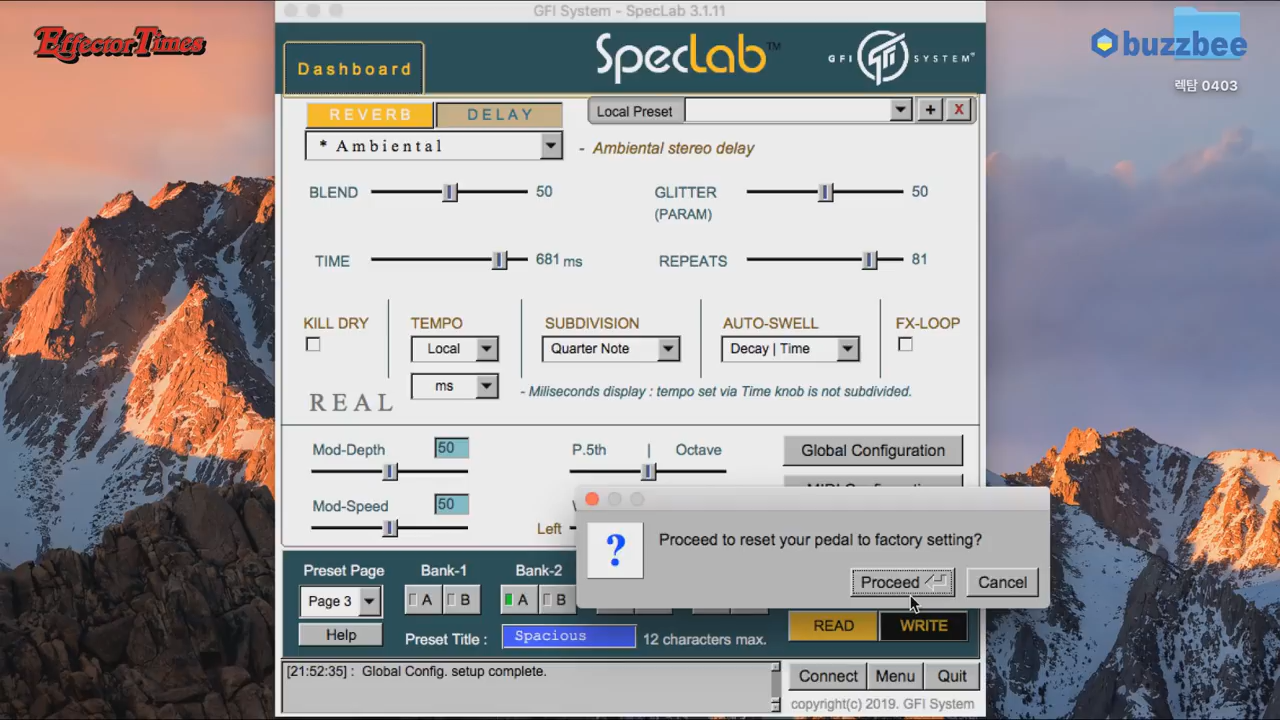 GFI System - SpecLab 3.1.11
EffectorTimes
buzzbee
렉탐 0403
Dashboard
SpecLab™
GFI SYSTEM®
REVERB
DELAY
Local Preset
+
X
* Ambiental
- Ambiental stereo delay
BLEND
50
GLITTER
50
(PARAM)
TIME
681 ms
REPEATS
81
KILL DRY
TEMPO
SUBDIVISION
AUTO-SWELL
FX-LOOP
Local
Quarter Note
Decay | Time
ms
- Miliseconds display : tempo set via Time knob is not subdivided.
REAL
Mod-Depth
50
P.5th | Octave
Global Configuration
Mod-Speed
50
Left
Proceed to reset your pedal to factory setting?
?
Proceed
Cancel
Preset Page
Bank-1
Bank-2
Page 3
A
B
A
B
Help
Preset Title :
Spacious
12 characters max.
READ
WRITE
[21:52:35] : Global Config. setup complete.
Connect
Menu
Quit
copyright(c) 2019. GFI System